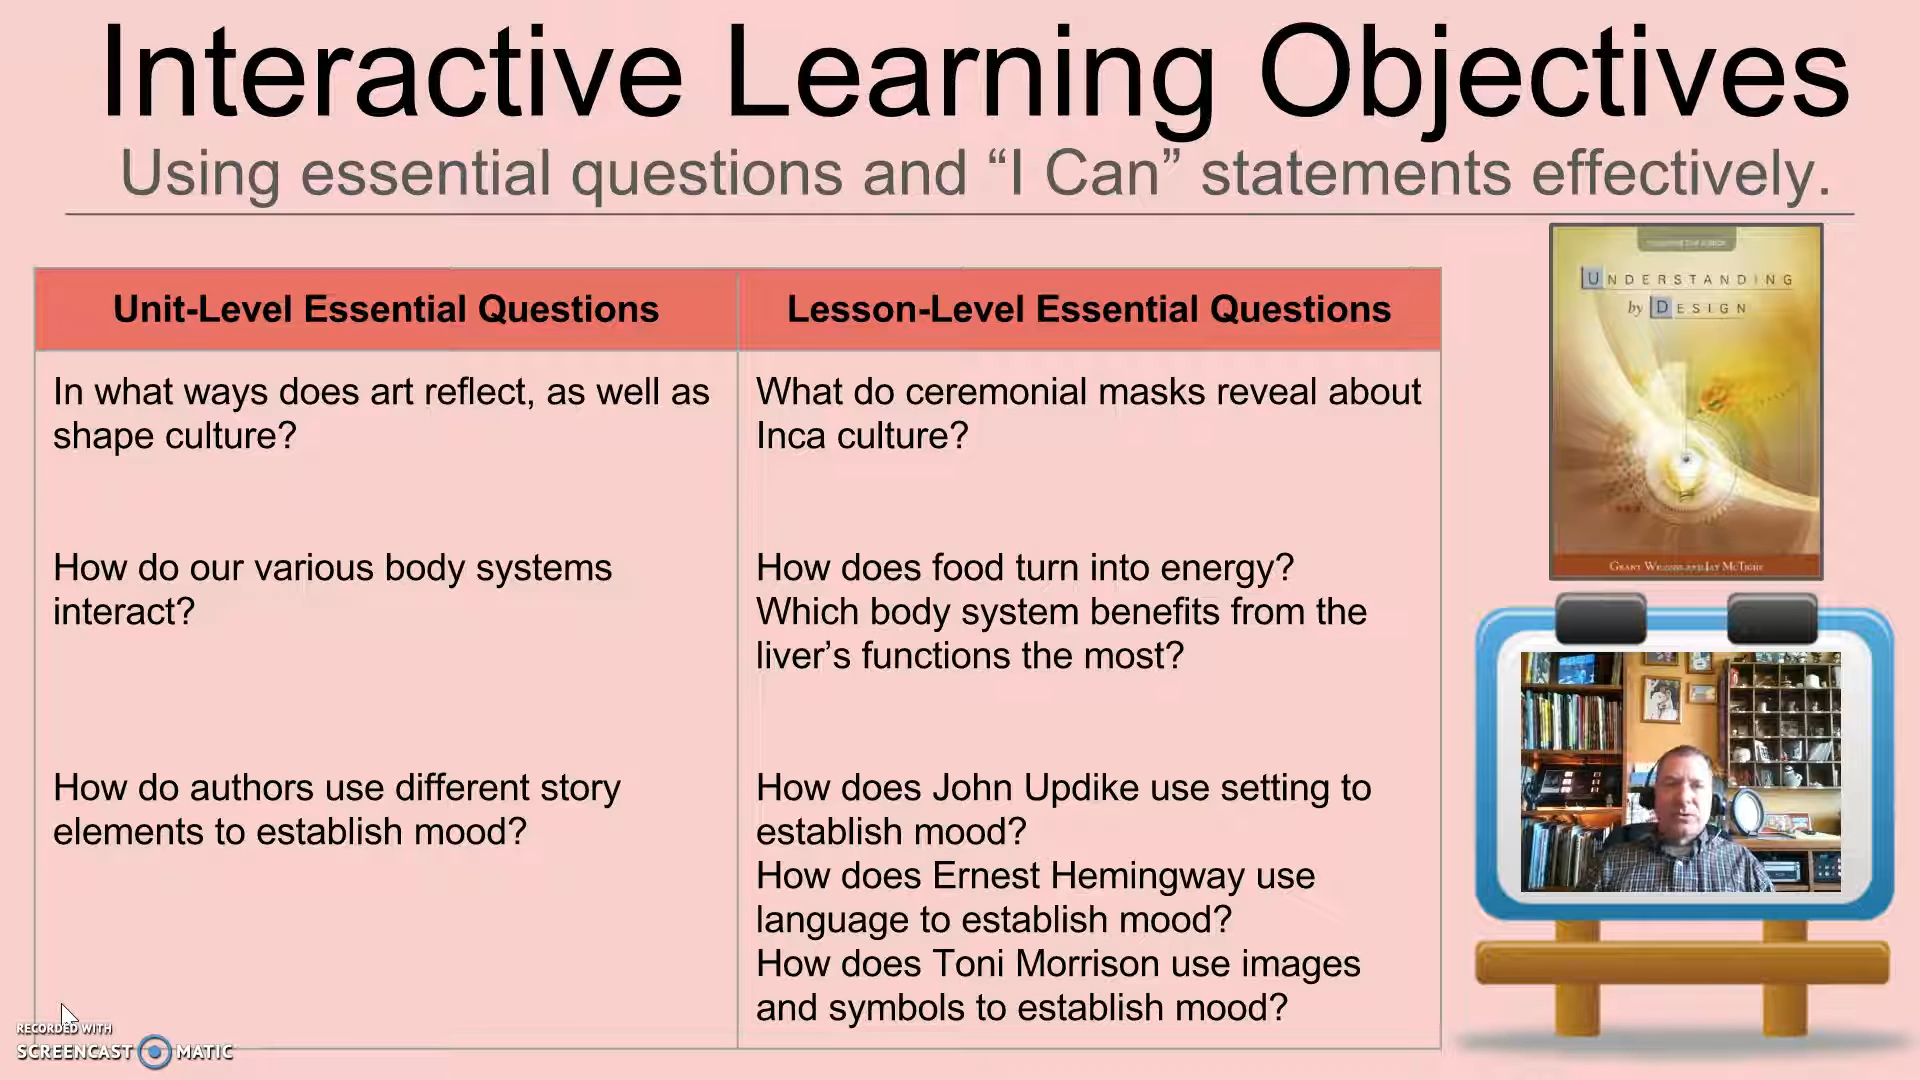 Interactive Learning Objectives
Using essential questions and “I Can” statements effectively.
UNDERSTANDING
by DESIGN
GRANT WIGGINS AND JAY MCTIGHE
Unit-Level Essential Questions
Lesson-Level Essential Questions
In what ways does art reflect, as well as
shape culture?
What do ceremonial masks reveal about
Inca culture?
How do our various body systems
interact?
How does food turn into energy?
Which body system benefits from the
liver’s functions the most?
How do authors use different story
elements to establish mood?
How does John Updike use setting to
establish mood?
How does Ernest Hemingway use
language to establish mood?
How does Toni Morrison use images
and symbols to establish mood?
RECORDED WITH
SCREENCAST MATIC